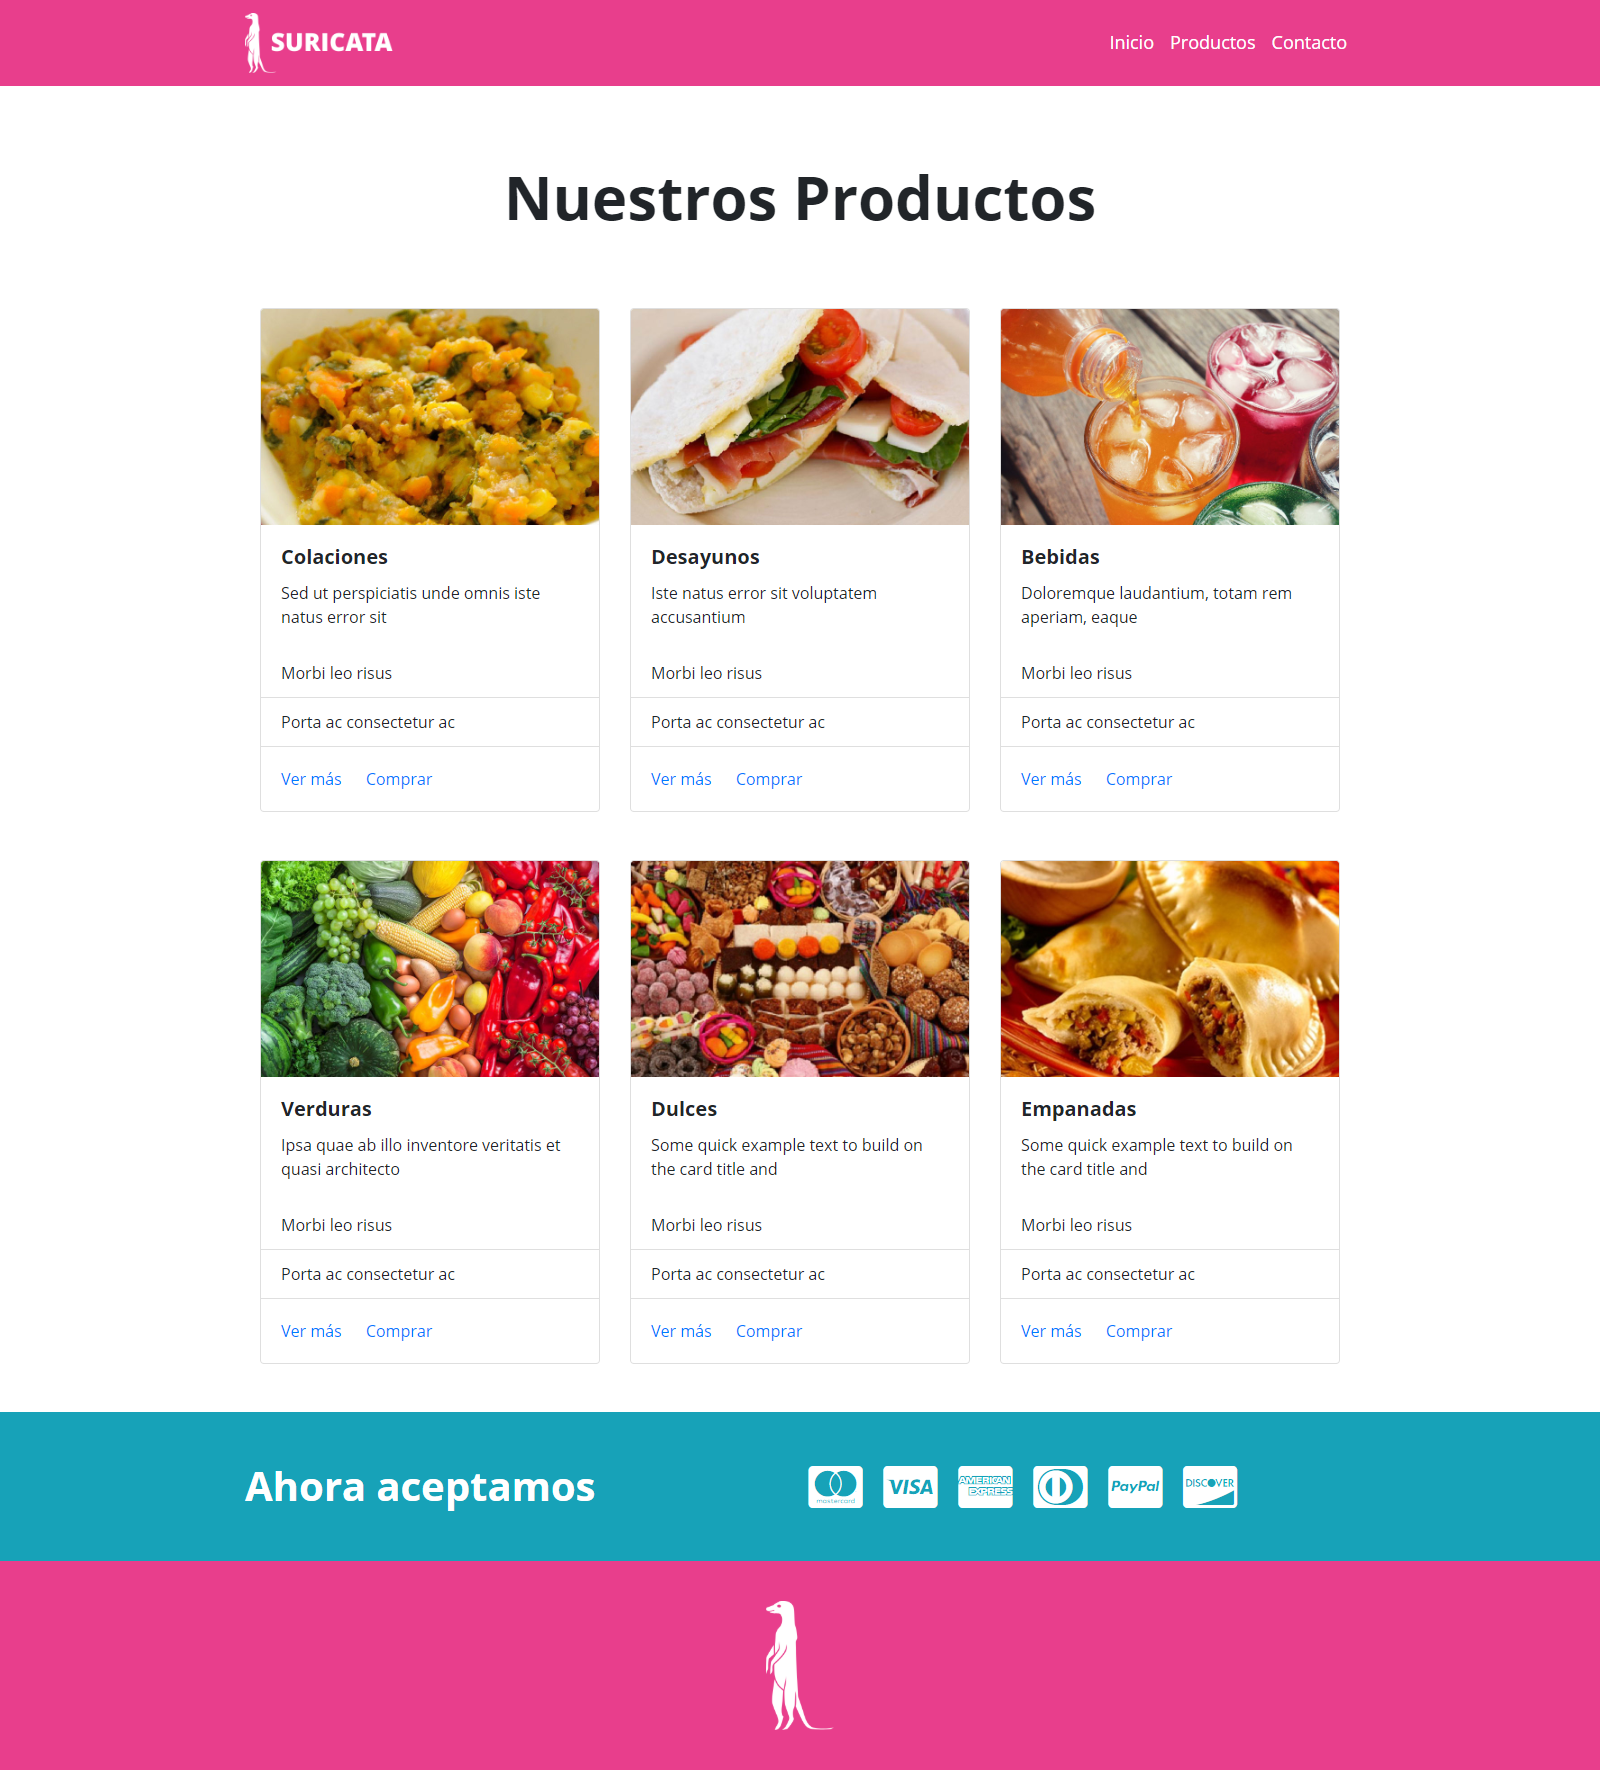 SURICATA
Inicio Productos Contacto
Nuestros Productos
Colaciones
Sed ut perspiciatis unde omnis iste
natus error sit
Morbi leo risus
Porta ac consectetur ac
Ver más Comprar
Desayunos
Iste natus error sit voluptatem
accusantium
Morbi leo risus
Porta ac consectetur ac
Ver más Comprar
Bebidas
Doloremque laudantium, totam rem
aperiam, eaque
Morbi leo risus
Porta ac consectetur ac
Ver más Comprar
Verduras
Ipsa quae ab illo inventore veritatis et
quasi architecto
Morbi leo risus
Porta ac consectetur ac
Ver más Comprar
Dulces
Some quick example text to build on
the card title and
Morbi leo risus
Porta ac consectetur ac
Ver más Comprar
Empanadas
Some quick example text to build on
the card title and
Morbi leo risus
Porta ac consectetur ac
Ver más Comprar
Ahora aceptamos
mastercard
VISA
AMERICAN
EXPRESS
PayPal
DISCOVER